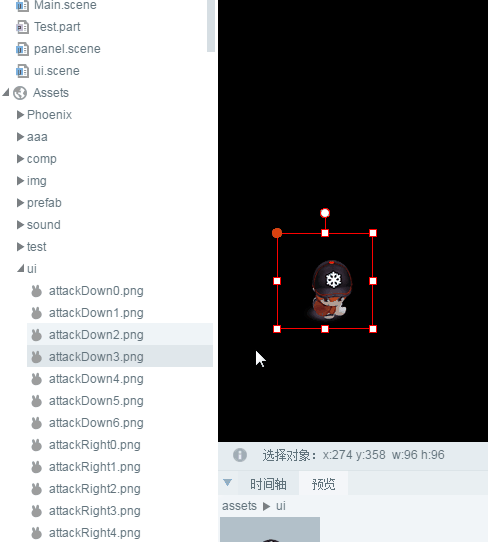 Main.scene
Test.part
panel.scene
ui.scene
Assets
Phoenix
aaa
comp
img
prefab
sound
test
ui
attackDown0.png
attackDown1.png
attackDown2.png
attackDown3.png
attackDown4.png
attackDown5.png
attackDown6.png
attackRight0.png
attackRight1.png
attackRight2.png
attackRight3.png
attackRight4.png
选择对象：x:274 y:358 w:96 h:96
时间轴 预览
assets ui